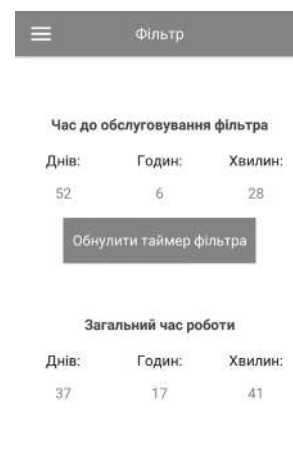 Фільтр
Час до обслуговування фільтра
Днів: Годин: Хвилин:
52 6 28
Обнулити таймер фільтра
Загальний час роботи
Днів: Годин: Хвилин:
37 17 41